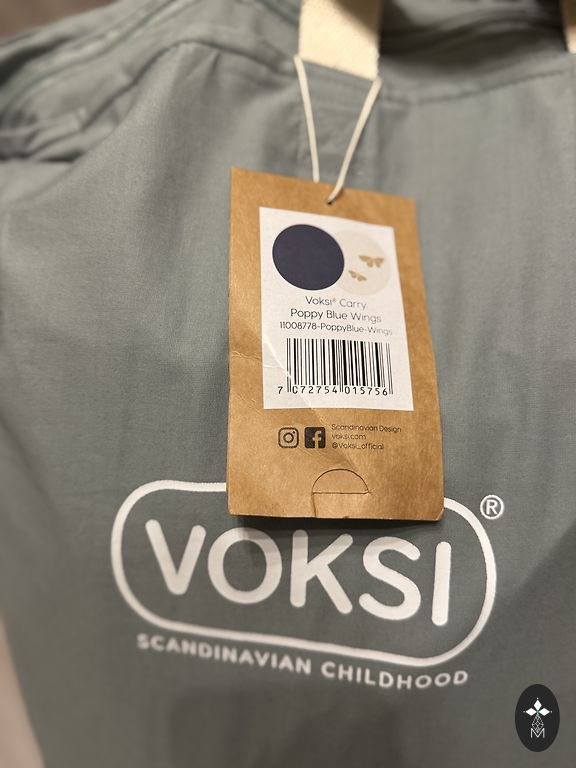 Voksi® Carry
Poppy Blue Wings
11008778-PoppyBlue-Wings
7 072754 015756
Scandinavian Design
voksi.com
@Voksi_official
VOKSI®
SCANDINAVIAN CHILDHOOD
M